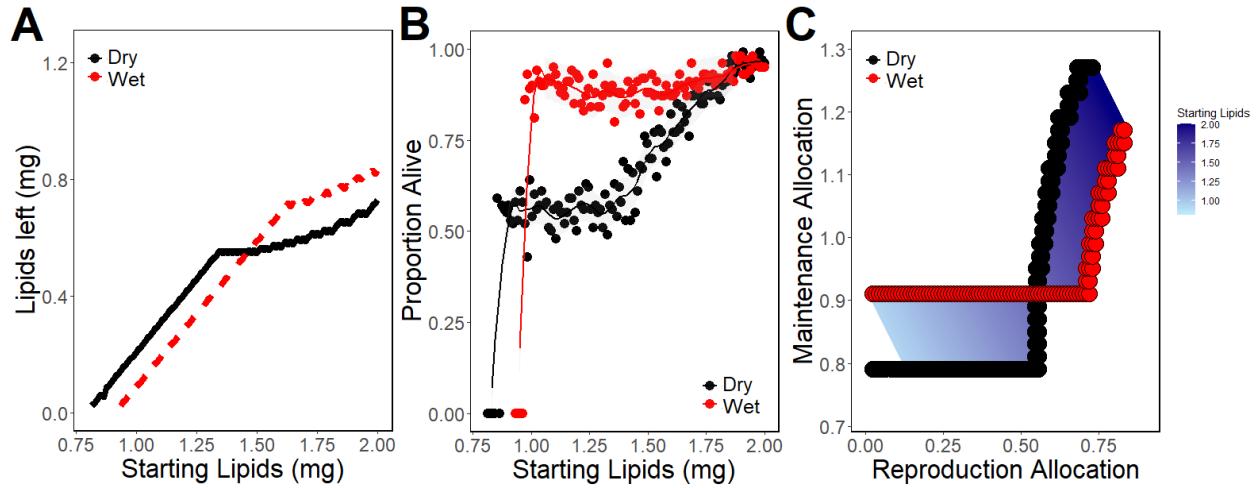 A
Dry
Wet
1.2
0.8
0.4
0.0
Lipids left (mg)
0.75
1.00
1.25
1.50
1.75
2.00
Starting Lipids (mg)
B
1.00
0.75
0.50
0.25
0.00
Proportion Alive
Dry
Wet
0.75
1.00
1.25
1.50
1.75
2.00
Starting Lipids (mg)
C
Dry
Wet
1.3
1.2
1.1
1.0
0.9
0.8
0.7
Maintenance Allocation
0.00
0.25
0.50
0.75
Reproduction Allocation
Starting Lipids
2.00
1.75
1.50
1.25
1.00